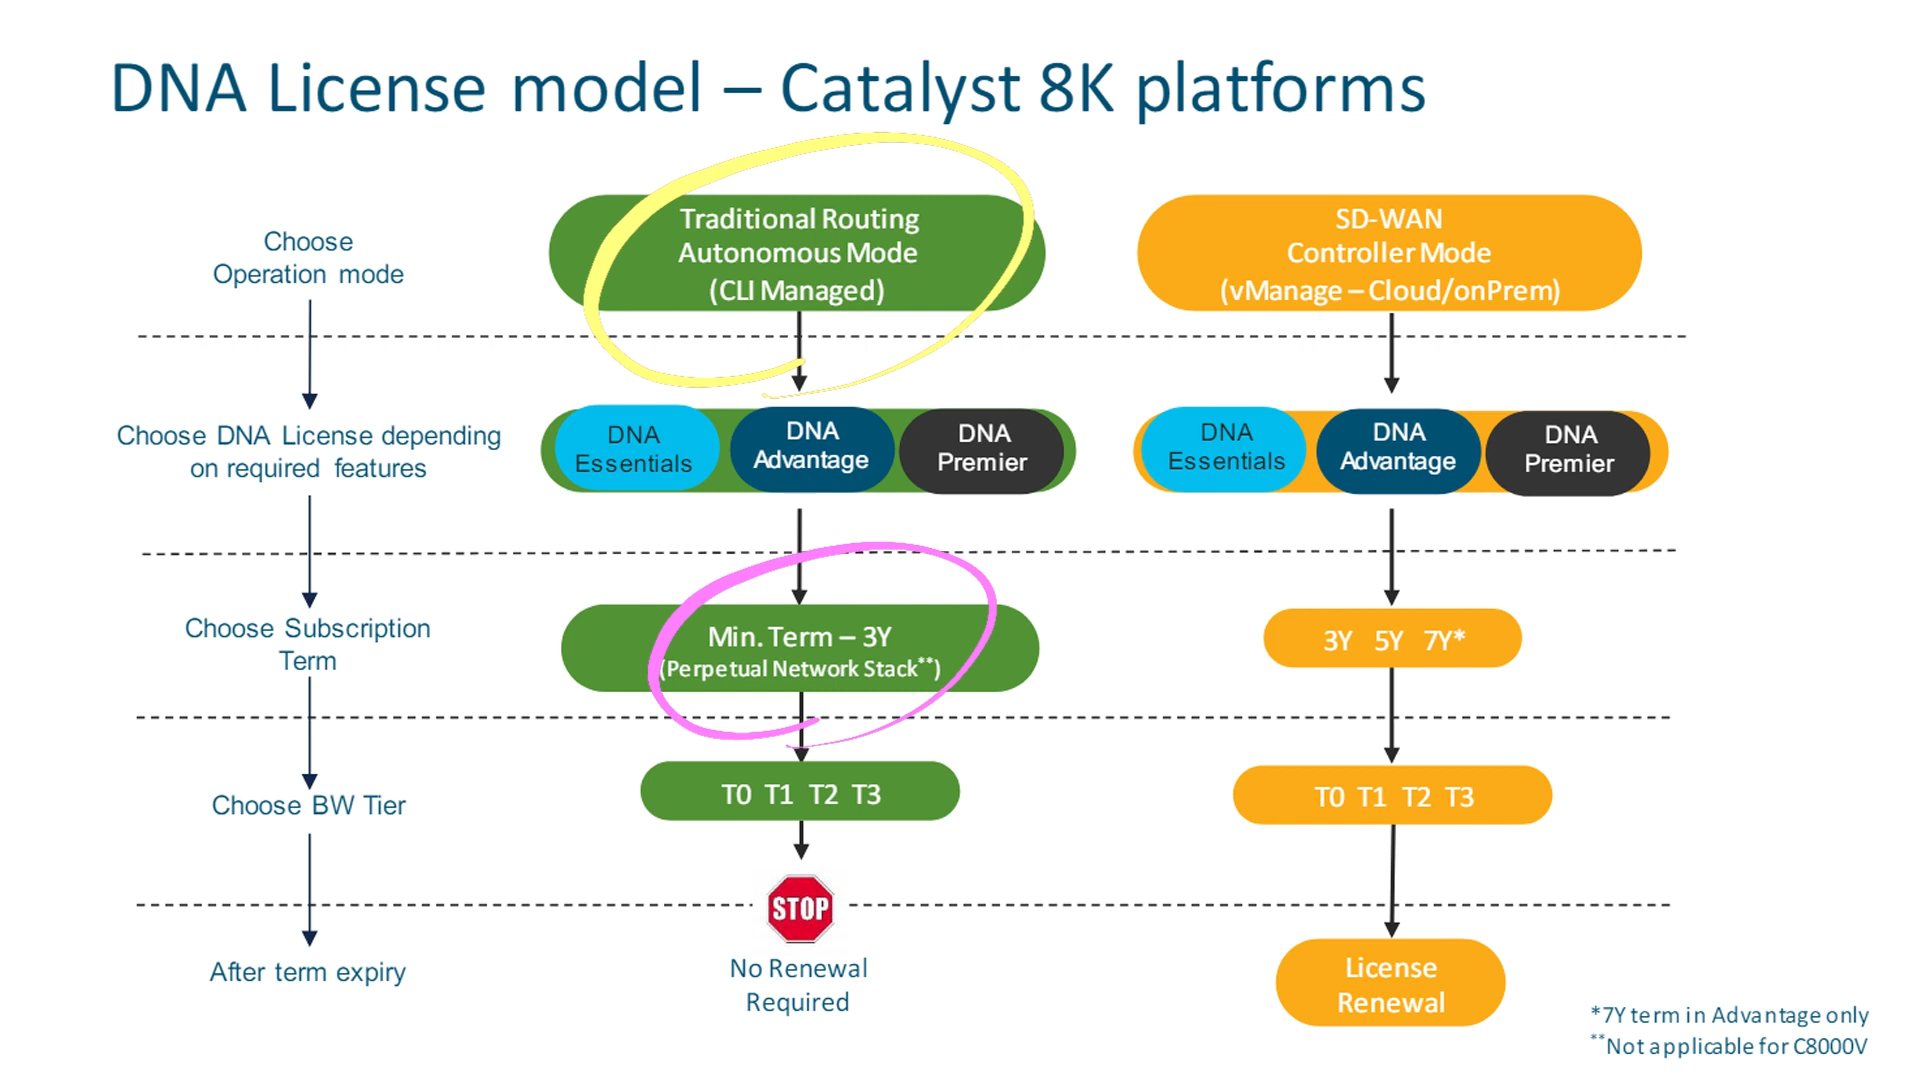 DNA License model – Catalyst 8K platforms
Choose
Operation mode
Traditional Routing
Autonomous Mode
(CLI Managed)
SD-WAN
Controller Mode
(vManage – Cloud/onPrem)
Choose DNA License depending
on required features
DNA
Essentials
DNA
Advantage
DNA
Premier
DNA
Essentials
DNA
Advantage
DNA
Premier
Choose Subscription
Term
Min. Term – 3Y
(Perpetual Network Stack**)
3Y 5Y 7Y*
Choose BW Tier
T0 T1 T2 T3
T0 T1 T2 T3
STOP
After term expiry
No Renewal
Required
License
Renewal
*7Y term in Advantage only
**Not applicable for C8000V